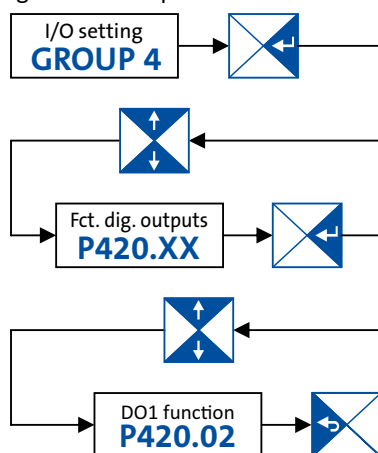 I/O setting
GROUP 4
Fct. dig. outputs
P420.XX
DO1 function
P420.02